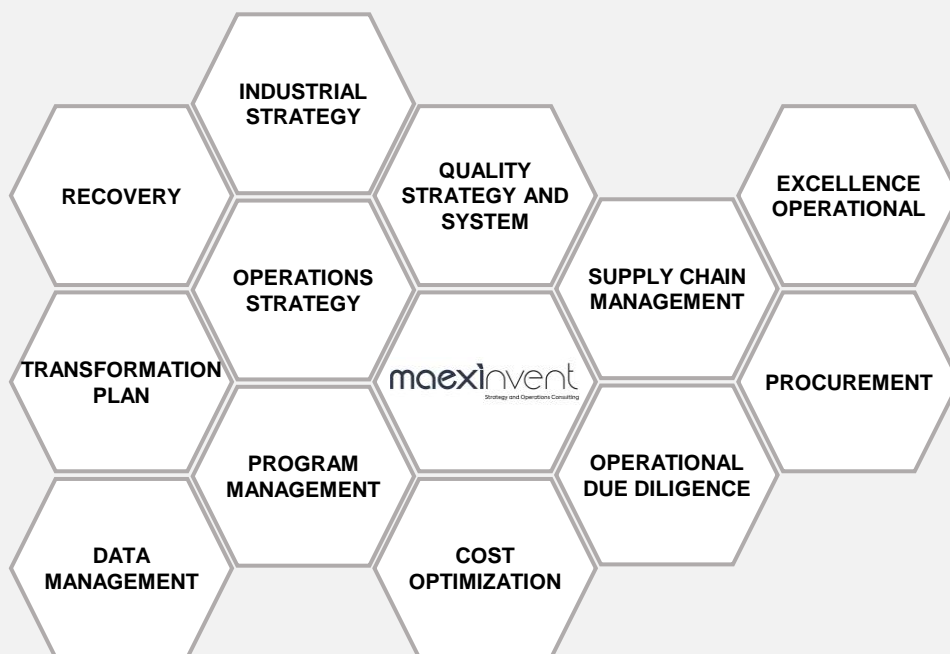 INDUSTRIAL
STRATEGY
RECOVERY
QUALITY
STRATEGY AND
SYSTEM
EXCELLENCE
OPERATIONAL
OPERATIONS
STRATEGY
SUPPLY CHAIN
MANAGEMENT
TRANSFORMATION
PLAN
maexinvent
Strategy and Operations Consulting
PROCUREMENT
PROGRAM
MANAGEMENT
OPERATIONAL
DUE DILIGENCE
DATA
MANAGEMENT
COST
OPTIMIZATION